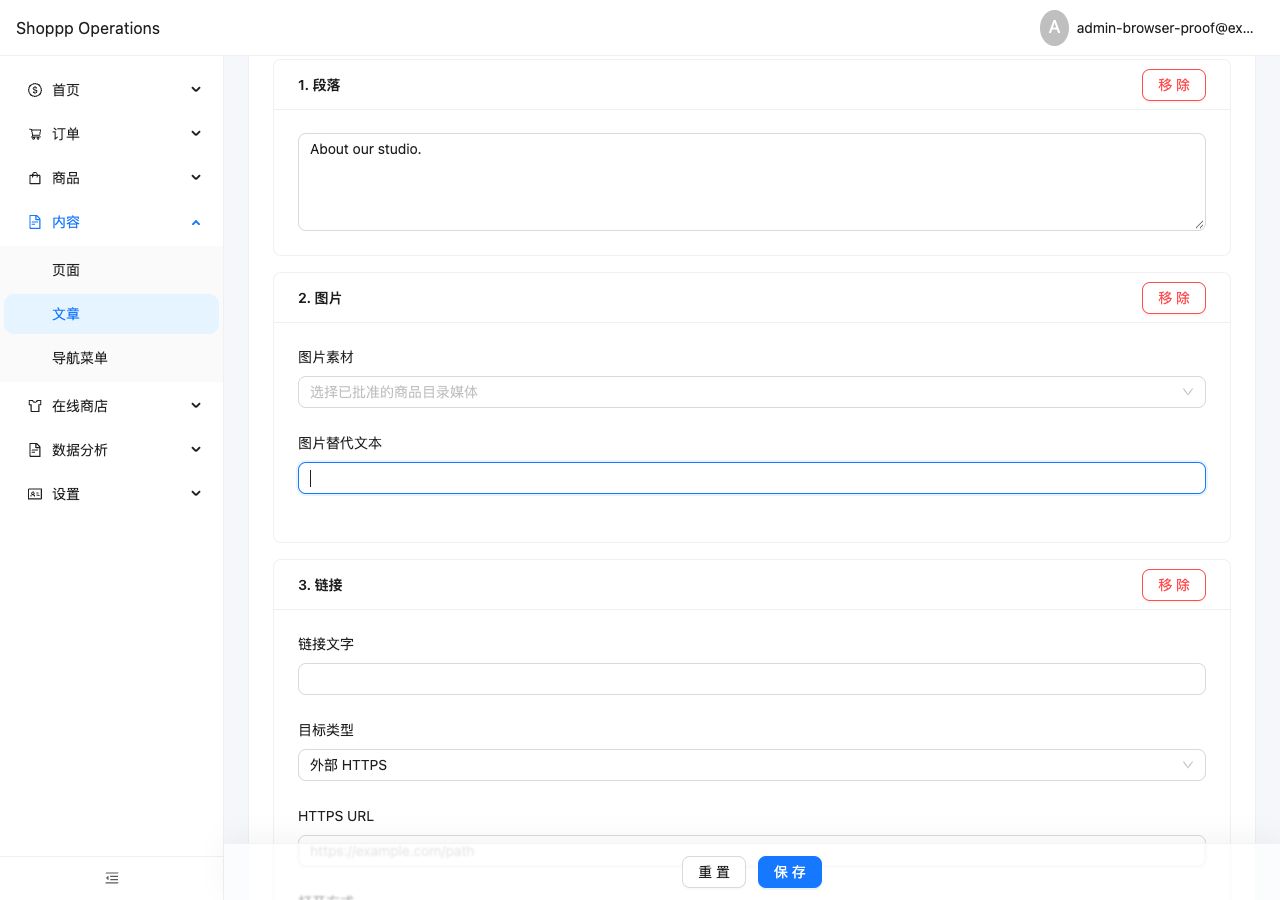 Shoppp Operations
A
admin-browser-proof@ex...
首页
订单
商品
内容
页面
文章
导航菜单
在线商店
数据分析
设置
1. 段落
移 除
About our studio.
2. 图片
移 除
图片素材
选择已批准的商品目录媒体
图片替代文本
3. 链接
移 除
链接文字
目标类型
外部 HTTPS
HTTPS URL
https://example.com/path
重 置
保 存